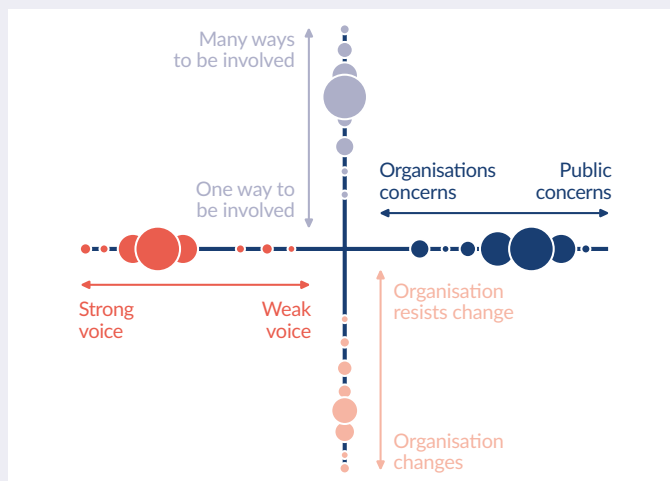 Many ways
to be involved
One way to
be involved
Organisations
concerns
Public
concerns
Strong
voice
Weak
voice
Organisation
resists change
Organisation
changes